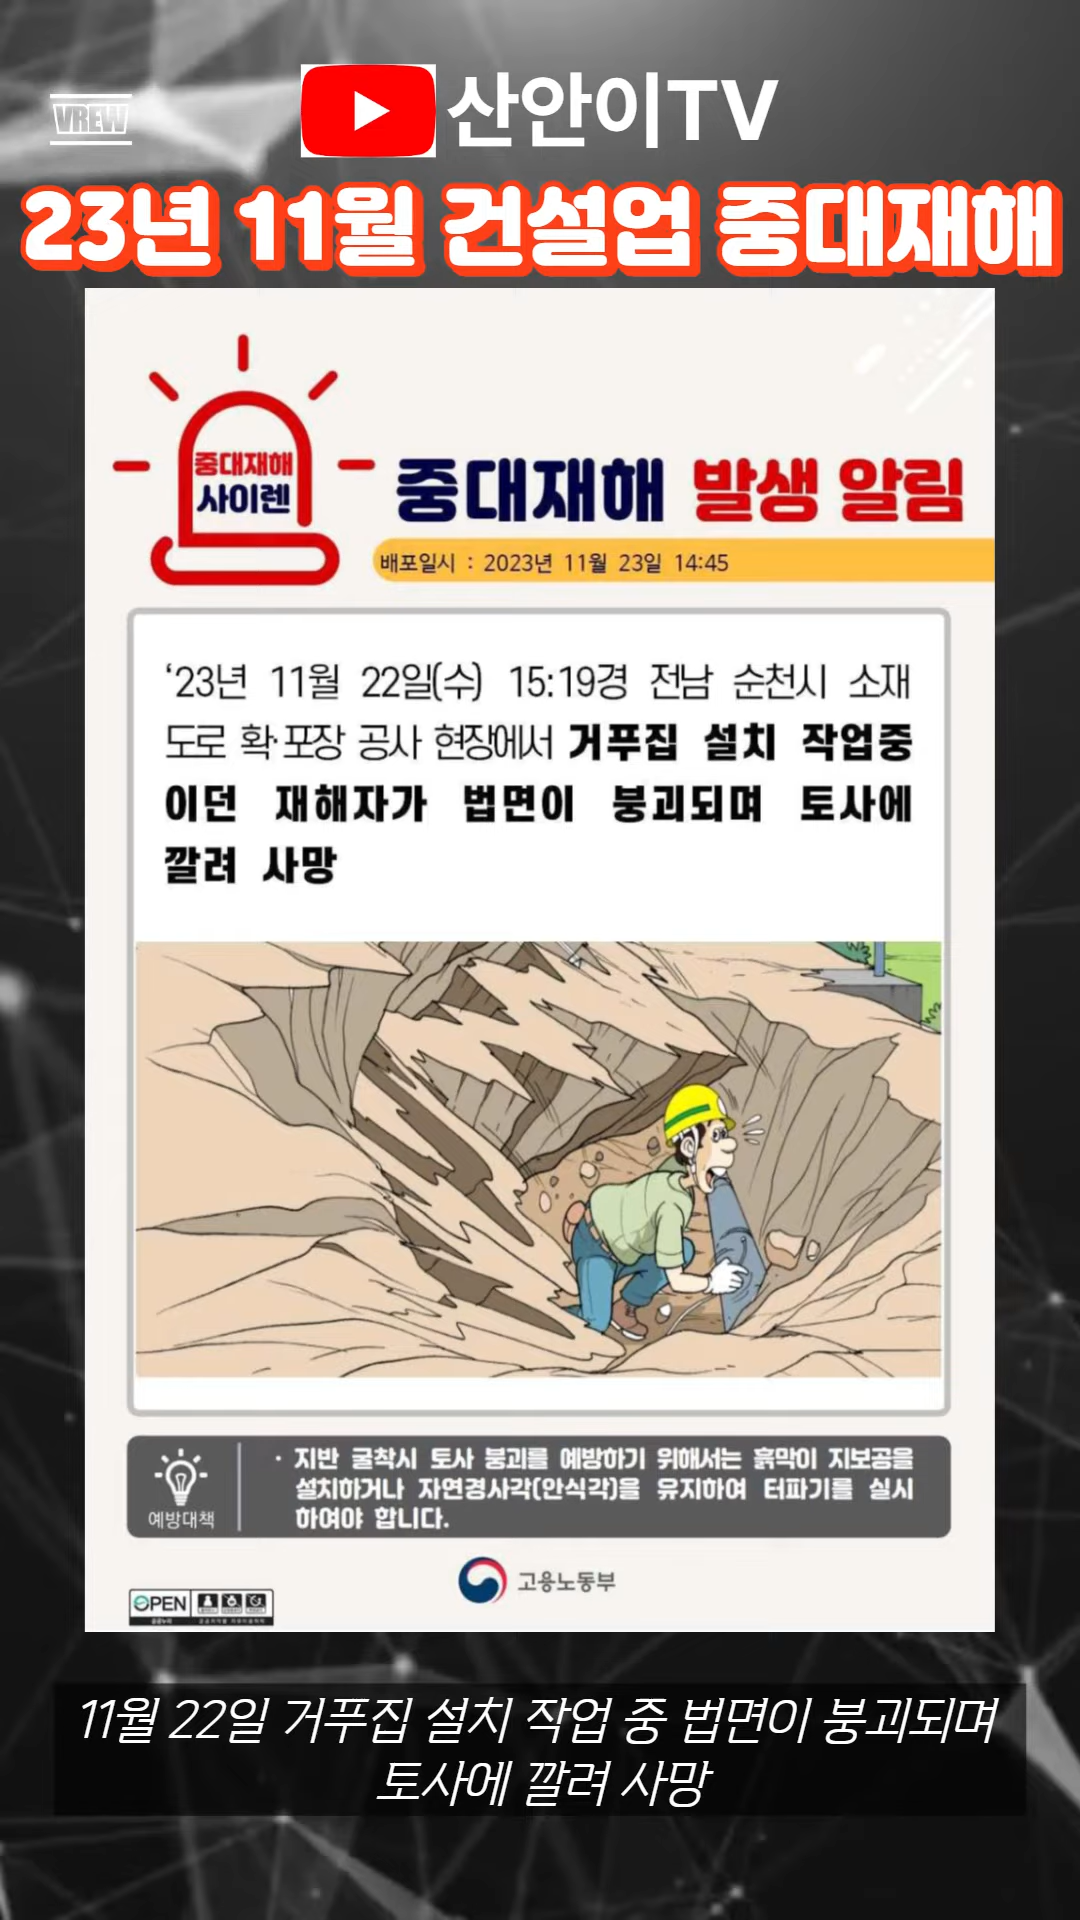 VREW
산안이TV
23년 11월 건설업 중대재해
중대재해
사이렌
중대재해 발생 알림
배포일시 : 2023년 11월 23일 14:45
‘23년 11월 22일(수) 15:19경 전남 순천시 소재
도로 확·포장 공사 현장에서 거푸집 설치 작업중
이던 재해자가 법면이 붕괴되며 토사에
깔려 사망
· 지반 굴착시 토사 붕괴를 예방하기 위해서는 흙막이 지보공을
설치하거나 자연경사각(안식각)을 유지하여 터파기를 실시
하여야 합니다.
예방대책
고용노동부
OPEN
11월 22일 거푸집 설치 작업 중 법면이 붕괴되며
토사에 깔려 사망